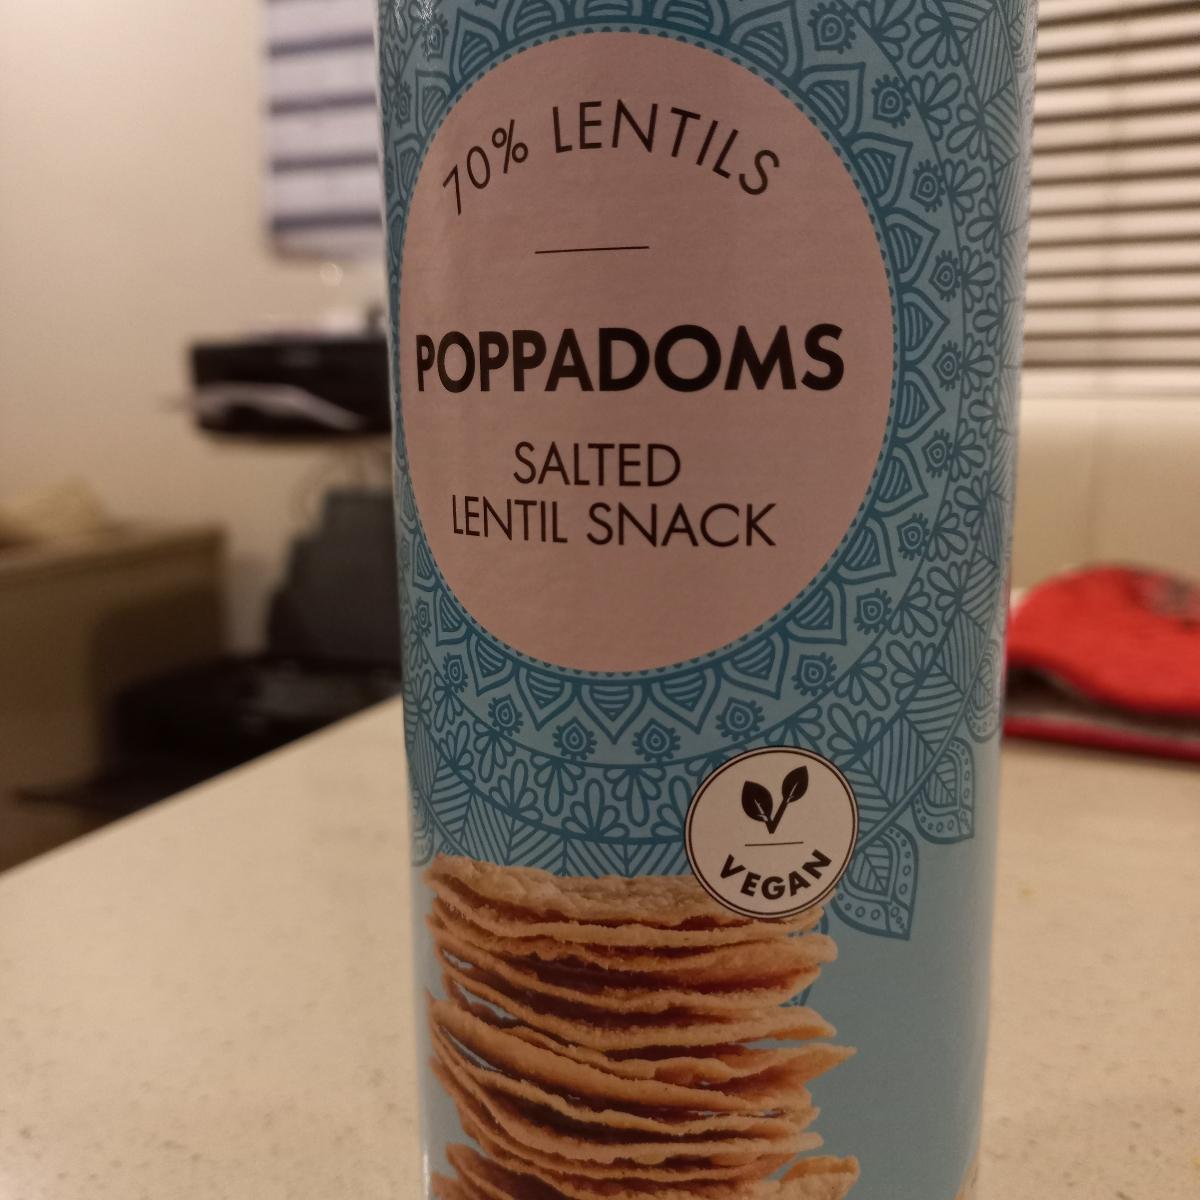 70% LENTILS
POPPADOMS
SALTED
LENTIL SNACK
VEGAN